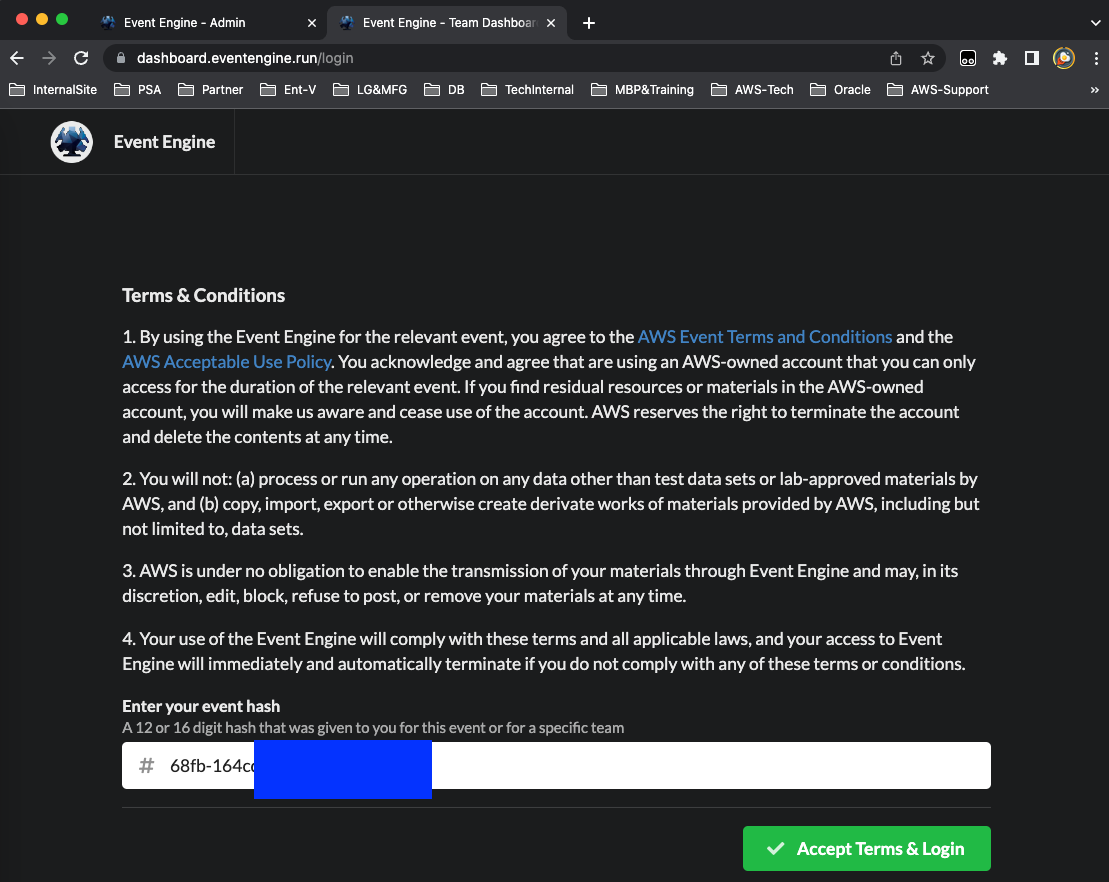 Event Engine - Admin
Event Engine - Team Dashboar
dashboard.eventengine.run/login
InternalSite PSA Partner Ent-V LG&MFG DB TechInternal MBP&Training AWS-Tech Oracle AWS-Support »
Event Engine
Terms & Conditions
1. By using the Event Engine for the relevant event, you agree to the AWS Event Terms and Conditions and the
AWS Acceptable Use Policy. You acknowledge and agree that are using an AWS-owned account that you can only
access for the duration of the relevant event. If you find residual resources or materials in the AWS-owned
account, you will make us aware and cease use of the account. AWS reserves the right to terminate the account
and delete the contents at any time.
2. You will not: (a) process or run any operation on any data other than test data sets or lab-approved materials by
AWS, and (b) copy, import, export or otherwise create derivate works of materials provided by AWS, including but
not limited to, data sets.
3. AWS is under no obligation to enable the transmission of your materials through Event Engine and may, in its
discretion, edit, block, refuse to post, or remove your materials at any time.
4. Your use of the Event Engine will comply with these terms and all applicable laws, and your access to Event
Engine will immediately and automatically terminate if you do not comply with any of these terms or conditions.
Enter your event hash
A 12 or 16 digit hash that was given to you for this event or for a specific team
# 68fb-164c
Accept Terms & Login